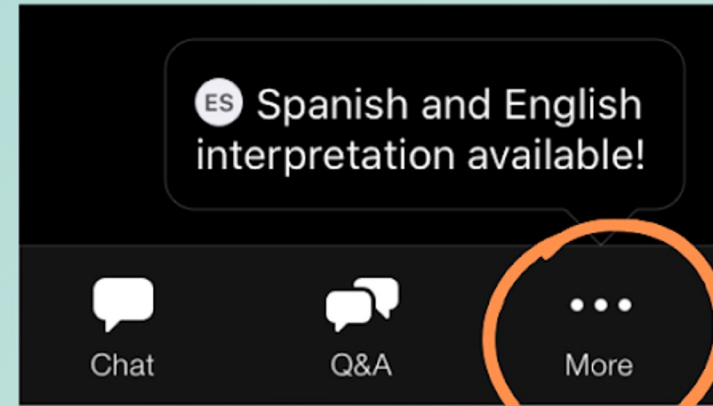 ES Spanish and English
interpretation available!
Chat
Q&A
More